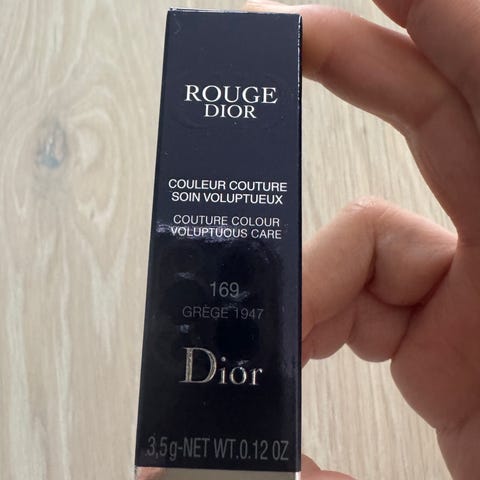 ROUGE
DIOR
COULEUR COUTURE
SOIN VOLUPTUEUX
COUTURE COLOUR
VOLUPTUOUS CARE
169
GRÈGE 1947
Dior
3,5g-NET WT.0.12 OZ